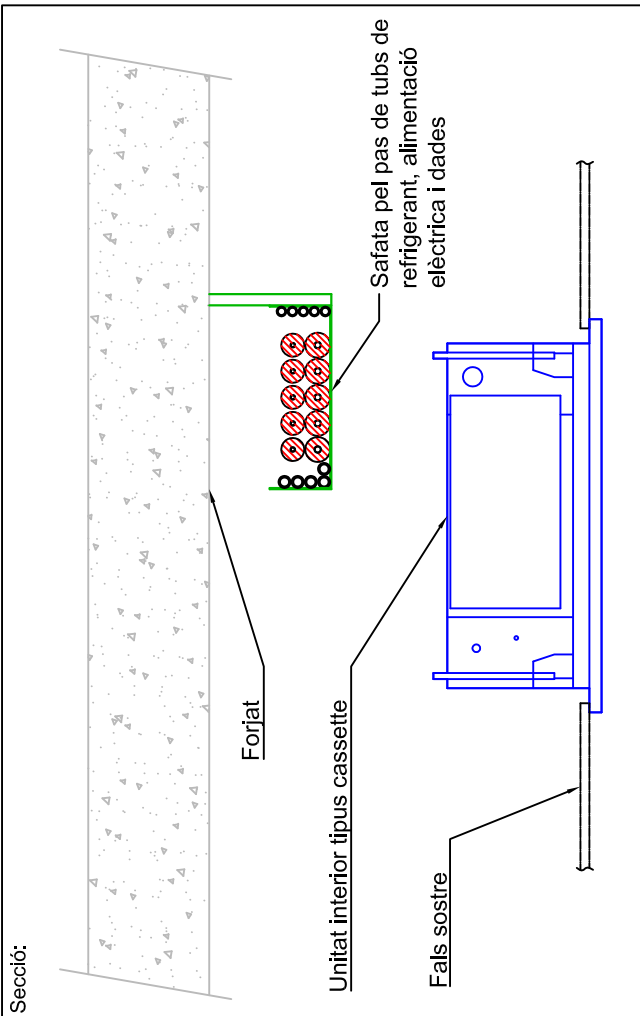 Secció:
Forjat
Safata pel pas de tubs de
refrigerant, alimentació
elèctrica i dades
Unitat interior tipus cassette
Fals sostre